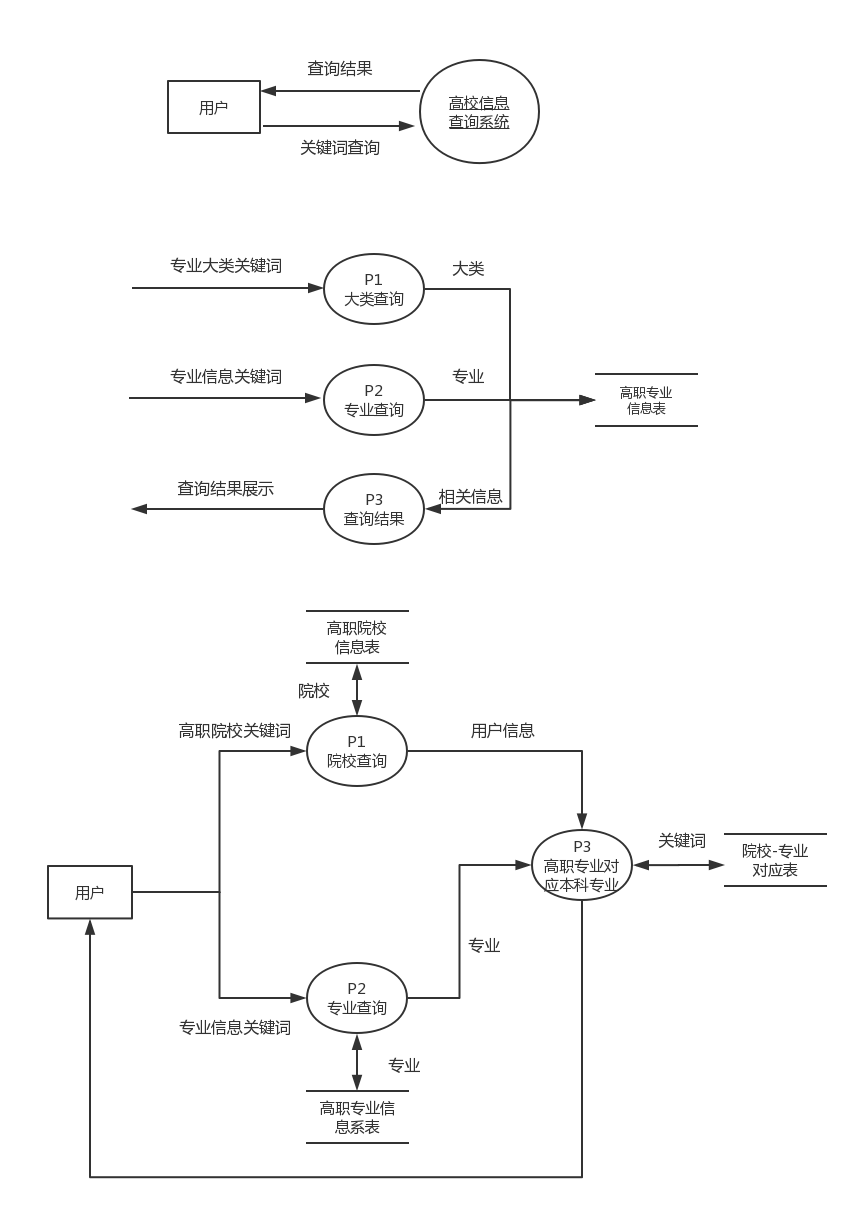 查询结果
用户
高校信息
查询系统
关键词查询
专业大类关键词
P1
大类查询
大类
专业信息关键词
P2
专业查询
专业
高职专业
信息表
查询结果展示
P3
查询结果
相关信息
高职院校
信息表
院校
高职院校关键词
P1
院校查询
用户信息
P3
高职专业对
应本科专业
关键词
院校-专业
对应表
用户
专业
P2
专业查询
专业信息关键词
专业
高职专业信
息系表